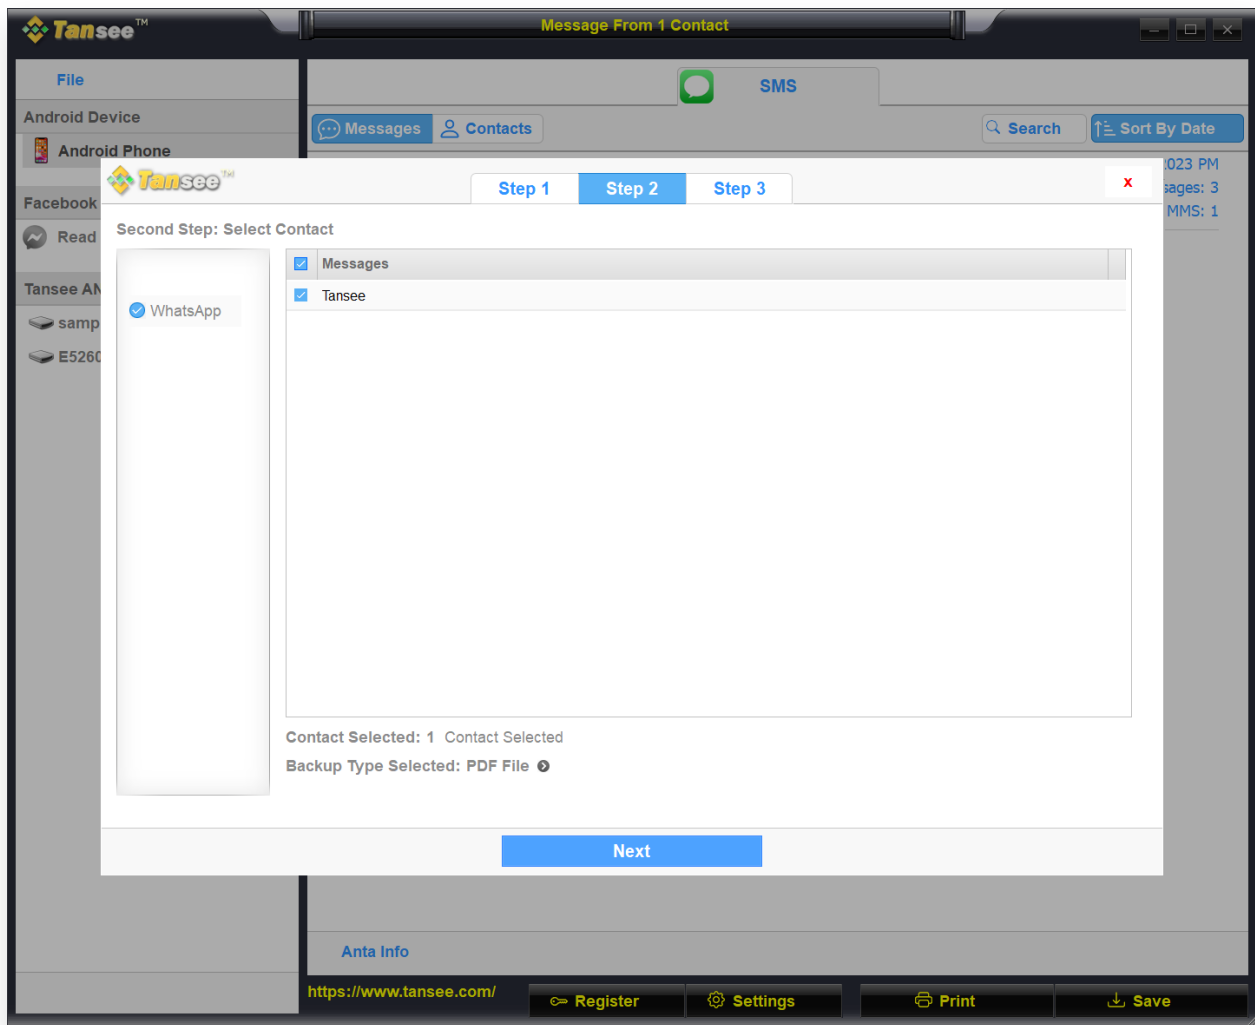 Tansee™
Message From 1 Contact
File
SMS
Android Device
Messages
Contacts
Search
Sort By Date
Android Phone
023 PM
Tansee™
Step 1
Step 2
Step 3
x
sages: 3
Facebook
MMS: 1
Read
Second Step: Select Contact
Messages
Tansee AN
Tansee
WhatsApp
samp
E5260
Contact Selected: 1 Contact Selected
Backup Type Selected: PDF File
Next
Anta Info
https://www.tansee.com/
Register
Settings
Print
Save